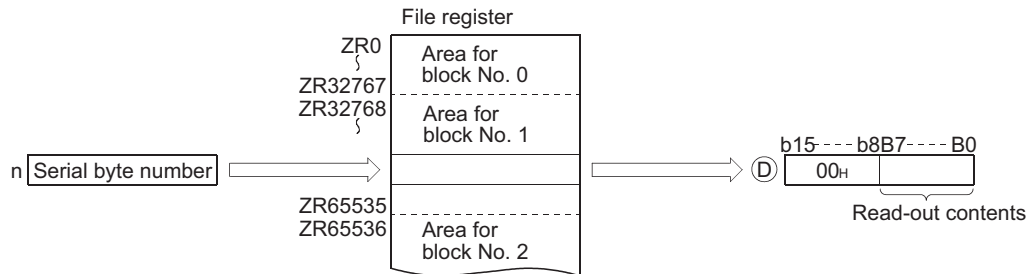 File register
ZR0
Area for
block No. 0
ZR32767
ZR32768
Area for
block No. 1
n Serial byte number
b15----b8B7----B0
D 00H
Read-out contents
ZR65535
ZR65536
Area for
block No. 2